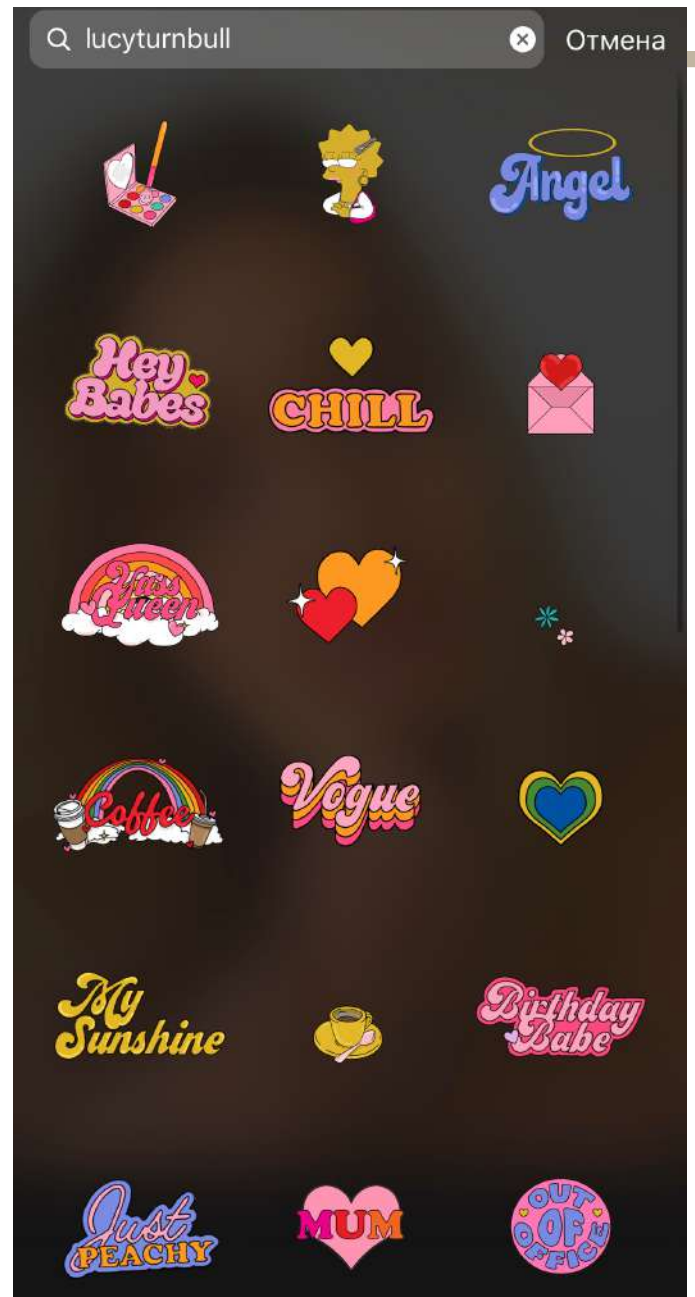 lucyturnbull
Отмена
Angel
Hey
Babes
CHILL
Yass
Queen
Coffee
Vogue
My
Sunshine
Birthday
Babe
Just
PEACHY
MUM
OUT
OF
OFFICE